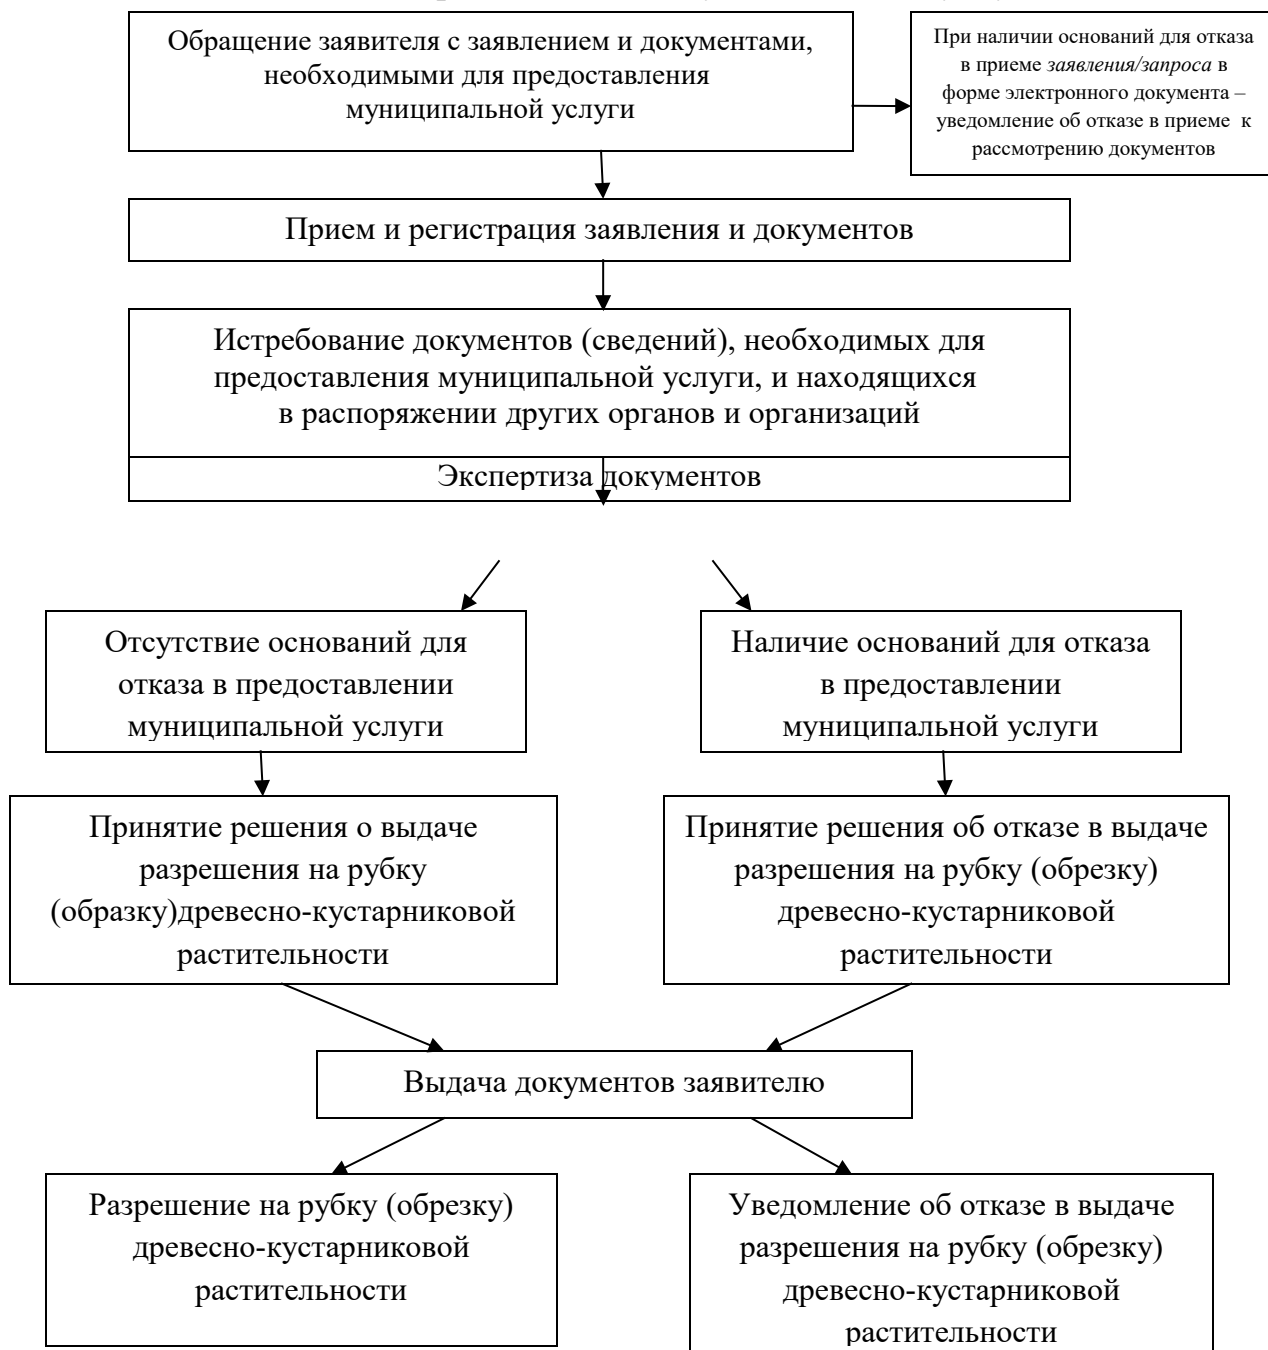 Обращение заявителя с заявлением и документами,
необходимыми для предоставления
муниципальной услуги
При наличии оснований для отказа
в приеме заявления/запроса в
форме электронного документа –
уведомление об отказе в приеме к
рассмотрению документов
Прием и регистрация заявления и документов
Истребование документов (сведений), необходимых для
предоставления муниципальной услуги, и находящихся
в распоряжении других органов и организаций
Экспертиза документов
Отсутствие оснований для
отказа в предоставлении
муниципальной услуги
Наличие оснований для отказа
в предоставлении
муниципальной услуги
Принятие решения о выдаче
разрешения на рубку
(образку)древесно-кустарниковой
растительности
Принятие решения об отказе в выдаче
разрешения на рубку (обрезку)
древесно-кустарниковой
растительности
Выдача документов заявителю
Разрешение на рубку (обрезку)
древесно-кустарниковой
растительности
Уведомление об отказе в выдаче
разрешения на рубку (обрезку)
древесно-кустарниковой
растительности